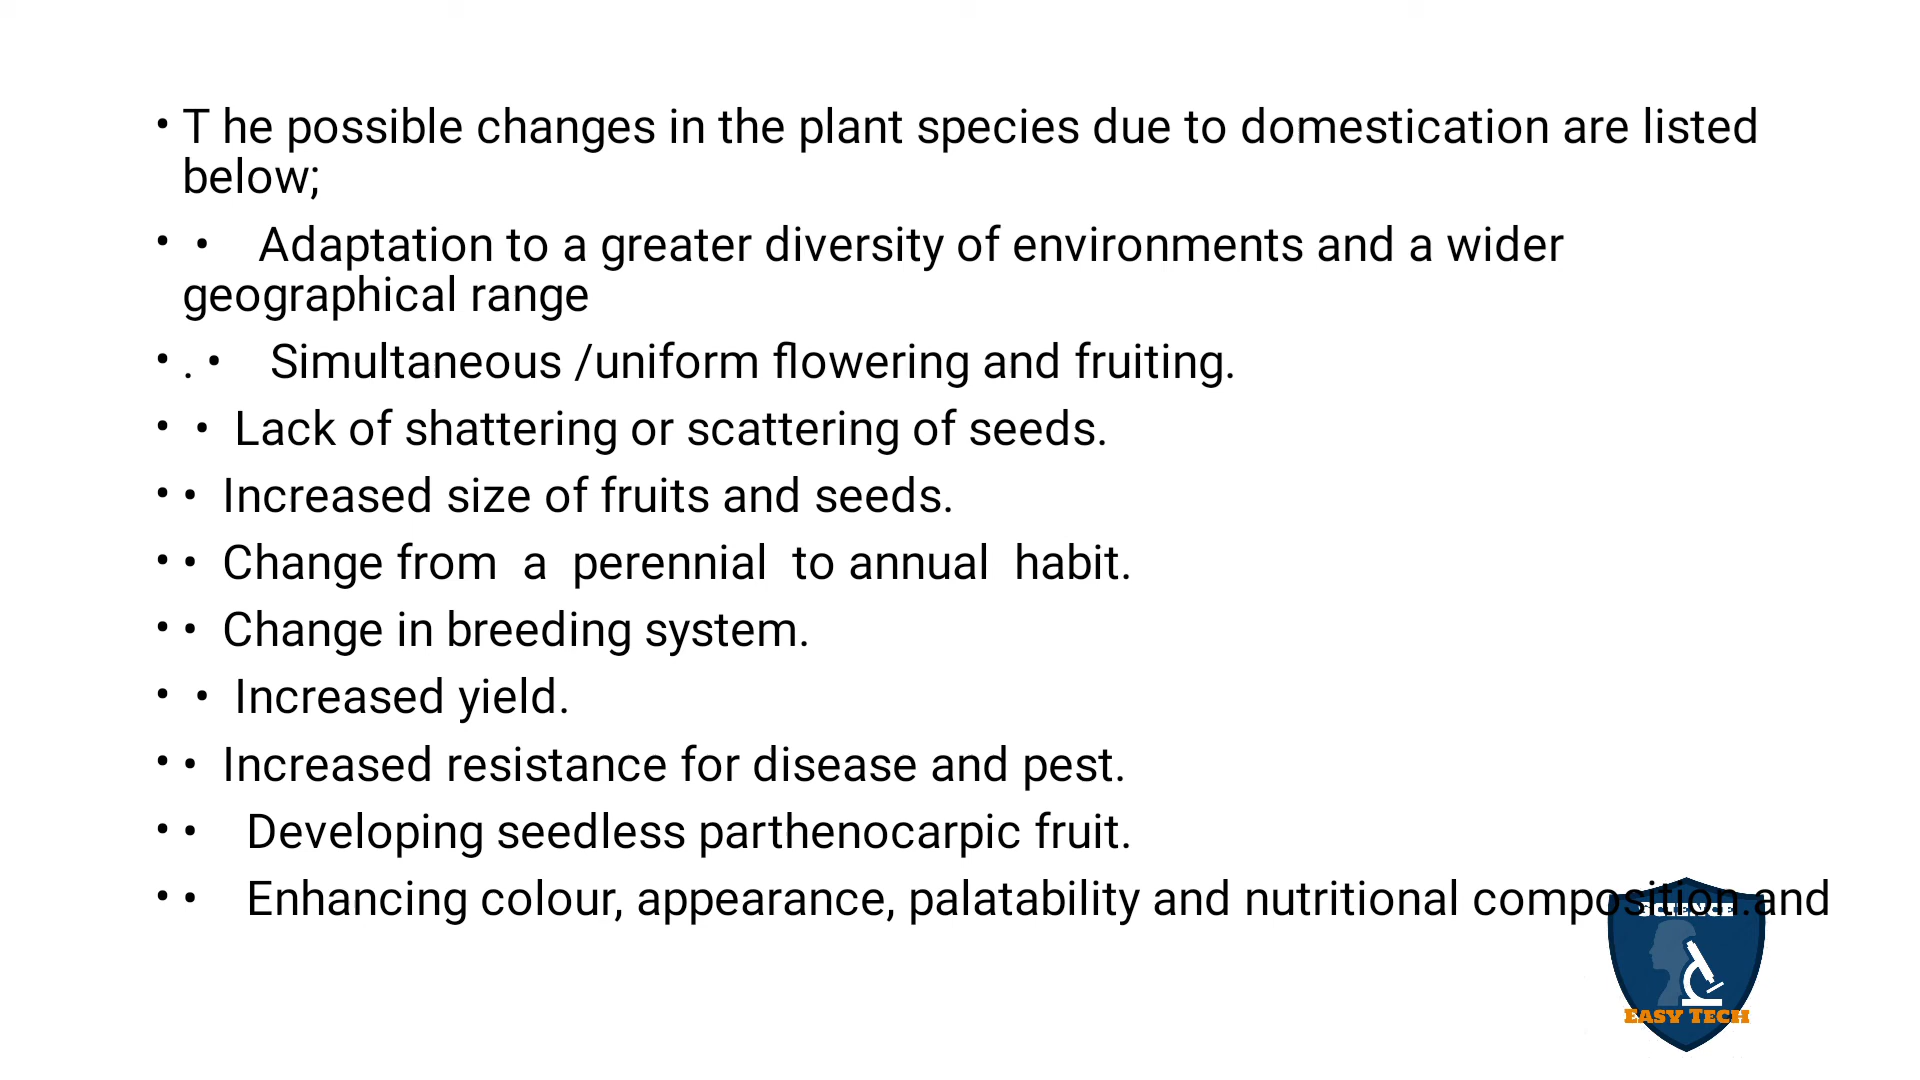 • T he possible changes in the plant species due to domestication are listed
below;
• • Adaptation to a greater diversity of environments and a wider
geographical range
• . • Simultaneous /uniform flowering and fruiting.
• • Lack of shattering or scattering of seeds.
• • Increased size of fruits and seeds.
• • Change from a perennial to annual habit.
• • Change in breeding system.
• • Increased yield.
• • Increased resistance for disease and pest.
• • Developing seedless parthenocarpic fruit.
• • Enhancing colour, appearance, palatability and nutritional composition.and
EASY TECH